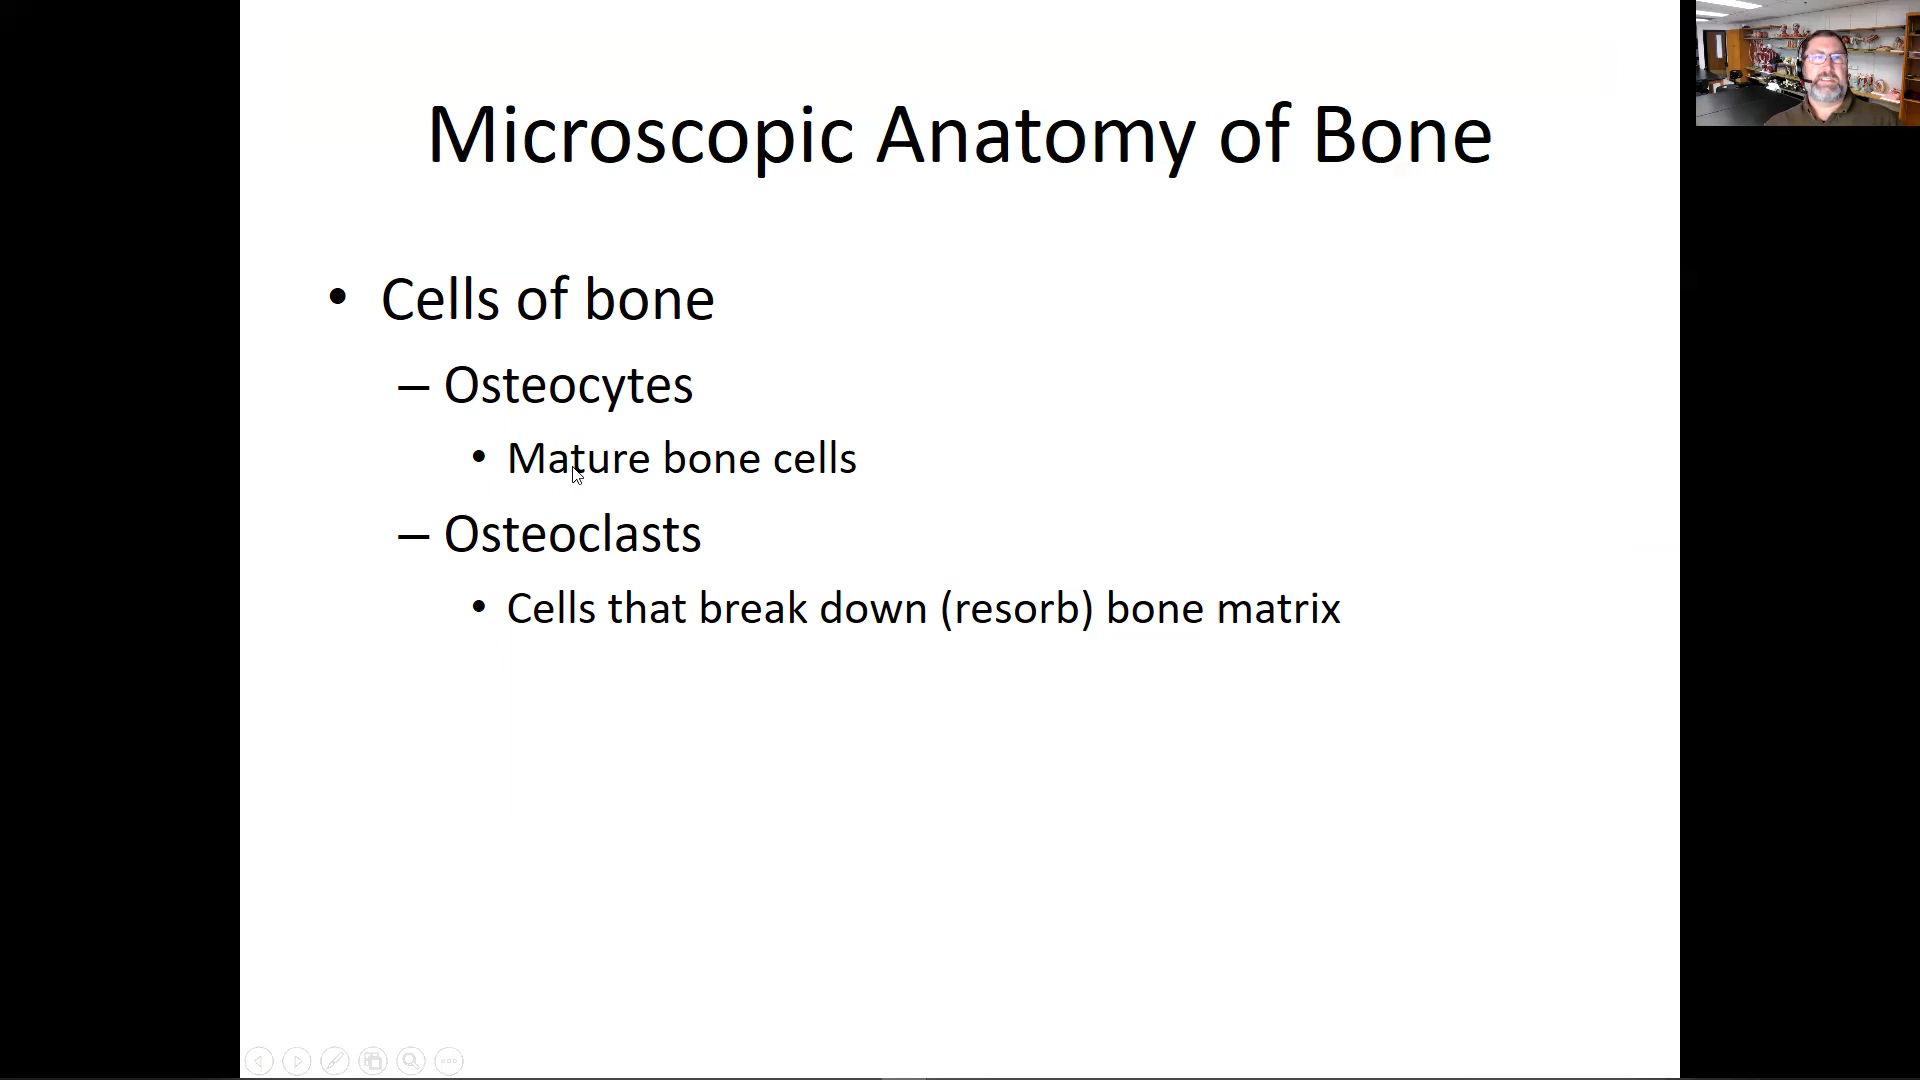 Microscopic Anatomy of Bone
• Cells of bone
– Osteocytes
• Mature bone cells
– Osteoclasts
• Cells that break down (resorb) bone matrix